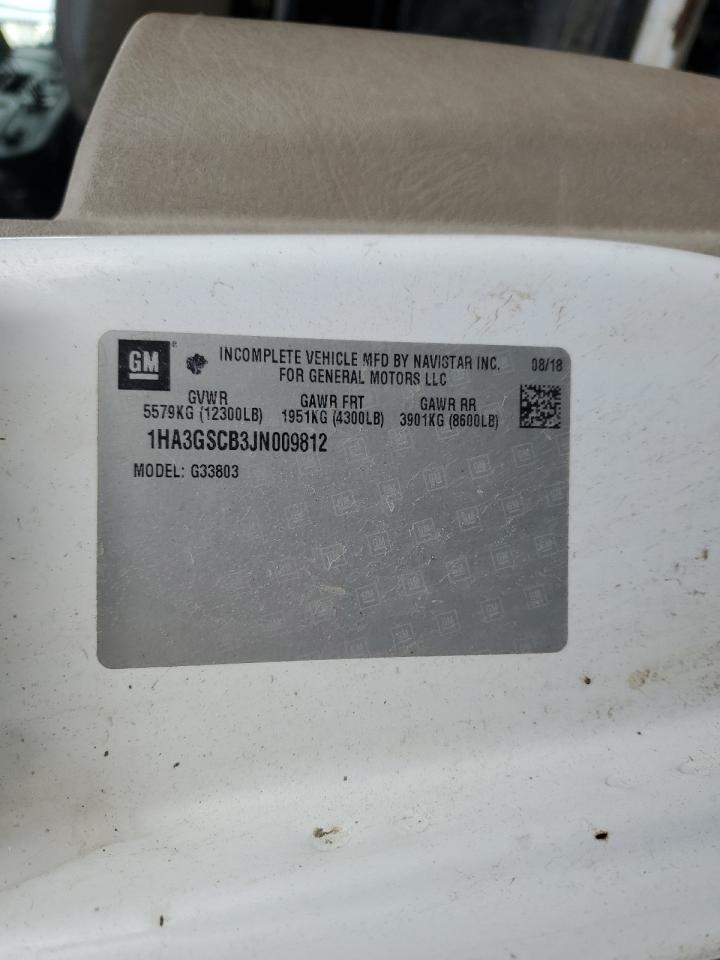 GM
INCOMPLETE VEHICLE MFD BY NAVISTAR INC. 08/18
FOR GENERAL MOTORS LLC
GVWR GAWR FRT GAWR RR
5579KG (12300LB) 1951KG (4300LB) 3901KG (8600LB)
1HA3GSCB3JN009812
MODEL: G33803